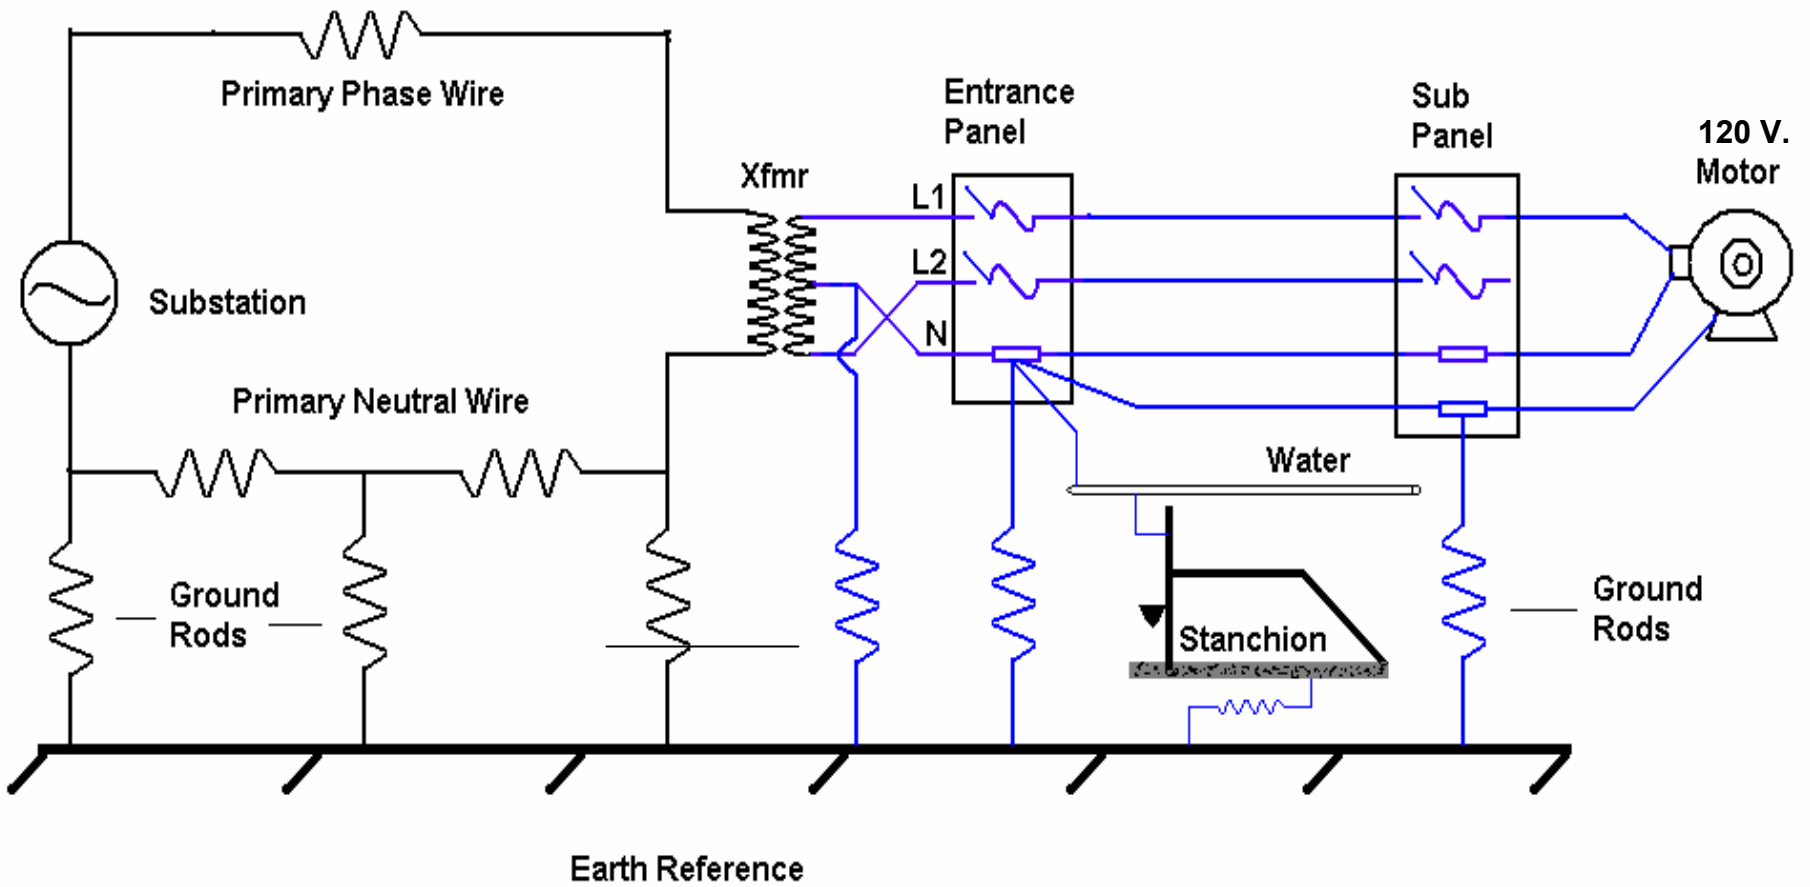 Primary Phase Wire
Entrance
Panel
Sub
Panel
120 V.
Motor
Xfmr
L1
L2
N
Substation
Primary Neutral Wire
Water
Ground
Rods
Stanchion
Ground
Rods
Earth Reference